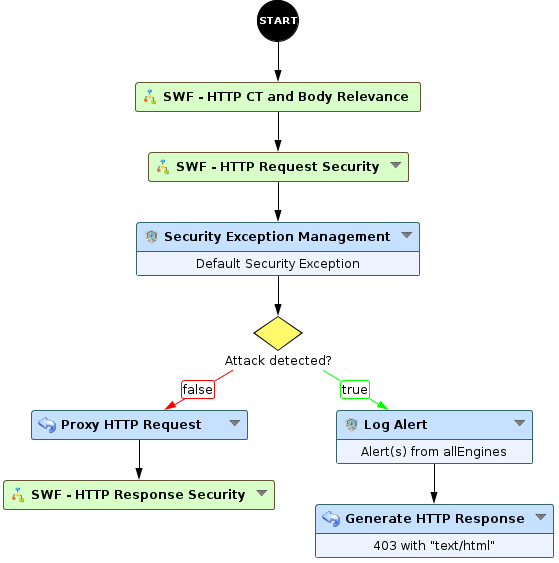 START
SWF - HTTP CT and Body Relevance
SWF - HTTP Request Security
Security Exception Management
Default Security Exception
Attack detected?
false
true
Proxy HTTP Request
Log Alert
Alert(s) from allEngines
SWF - HTTP Response Security
Generate HTTP Response
403 with "text/html"